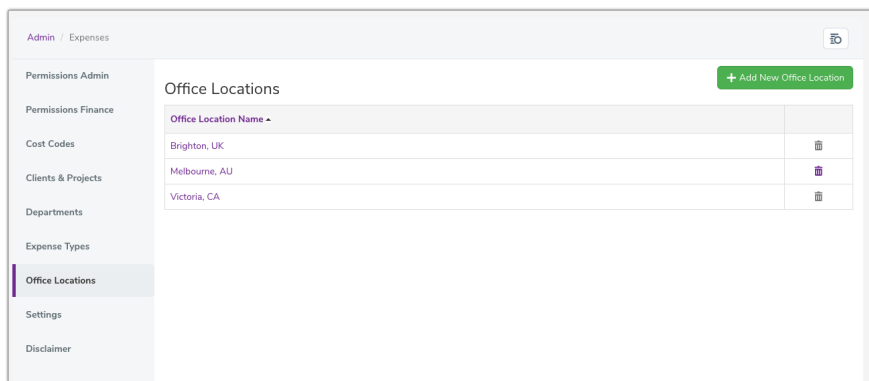 Admin / Expenses
Permissions Admin
Permissions Finance
Cost Codes
Clients & Projects
Departments
Expense Types
Office Locations
Settings
Disclaimer
Office Locations
+ Add New Office Location
Office Location Name
Brighton, UK
Melbourne, AU
Victoria, CA